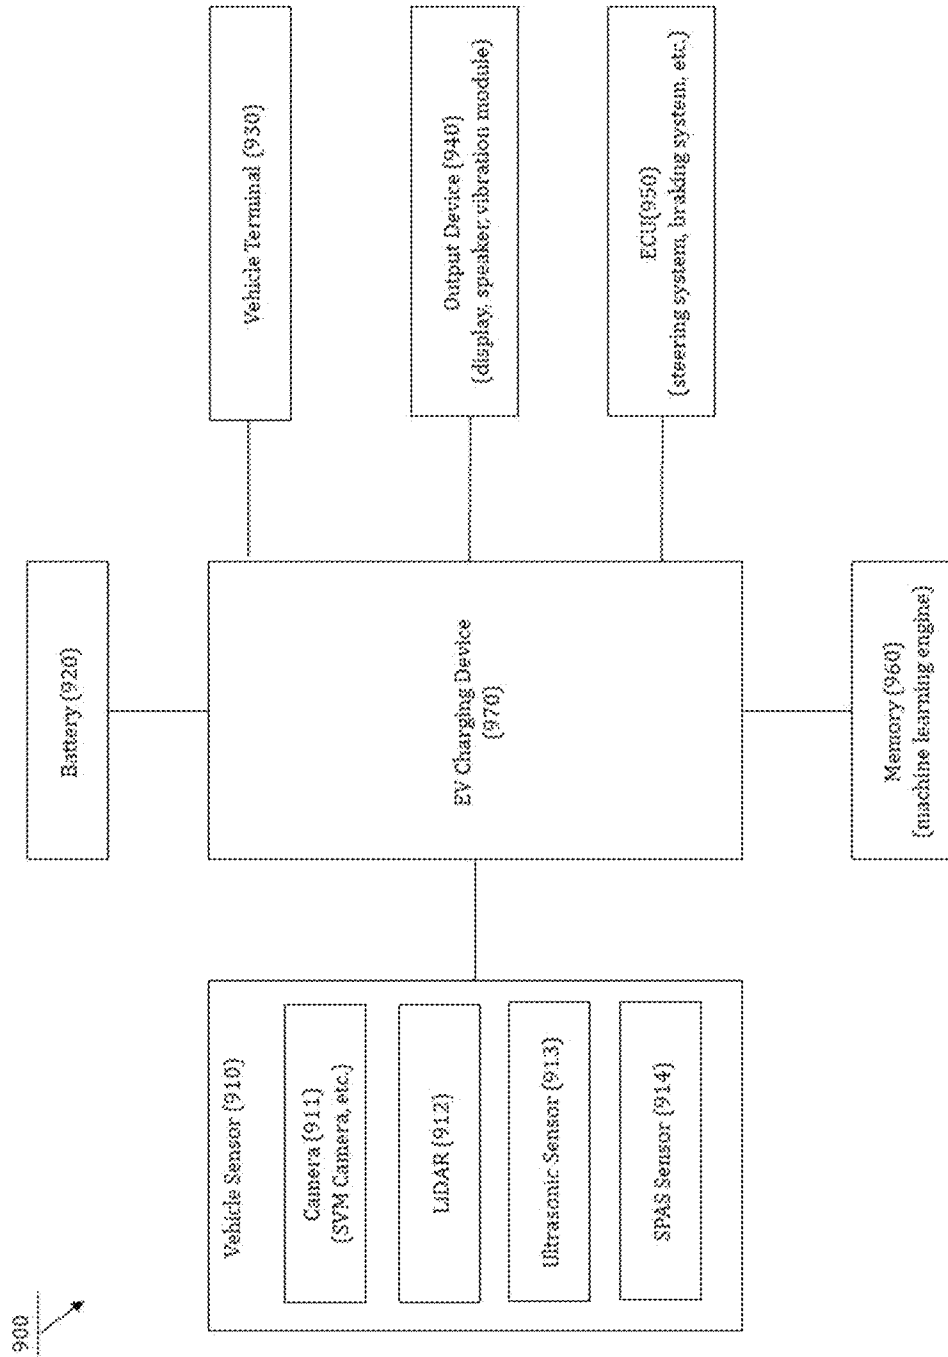 900
Vehicle Sensor (910)
Camera (911)
(SVM Camera, etc.)
LiDAR (912)
Ultrasonic Sensor (913)
SPAS Sensor (914)
Battery (920)
EV Charging Device
(970)
Memory (960)
(machine learning engine)
Vehicle Terminal (930)
Output Device (940)
(display, speaker, vibration module)
ECU(950)
(steering system, braking system, etc.)